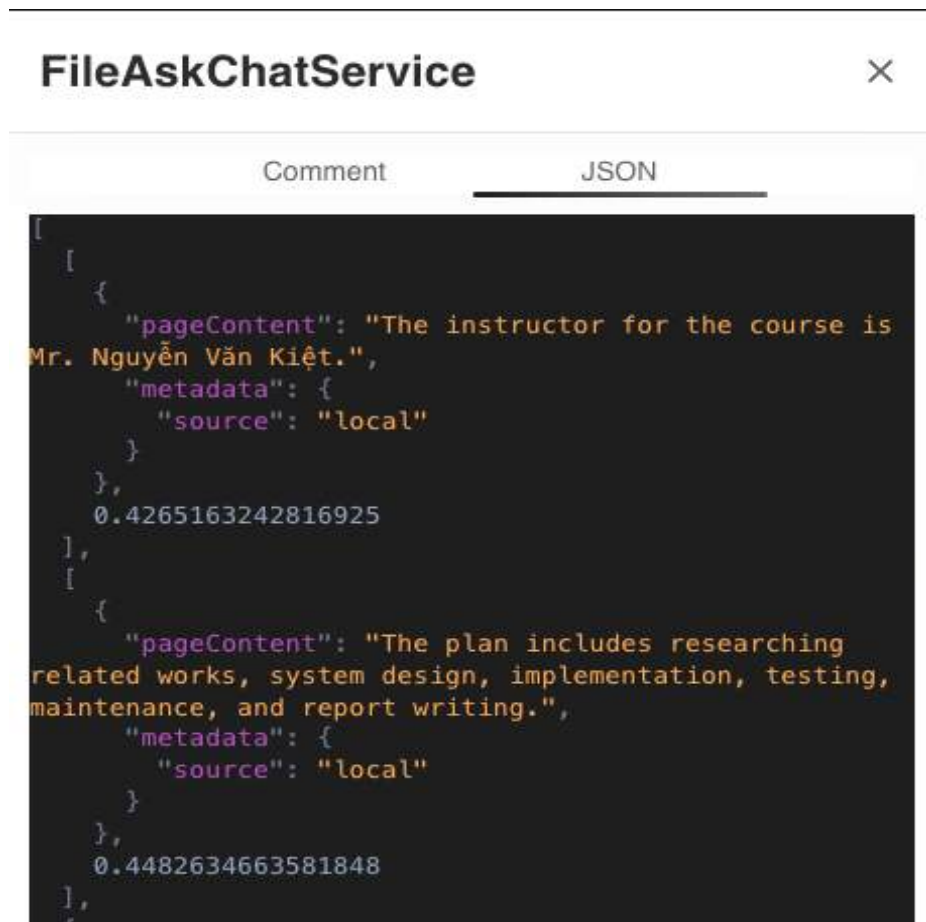 FileAskChatService ×
Comment JSON
[
[
{
"pageContent": "The instructor for the course is
Mr. Nguyễn Văn Kiệt.",
"metadata": {
"source": "local"
}
},
0.4265163242816925
],
[
{
"pageContent": "The plan includes researching
related works, system design, implementation, testing,
maintenance, and report writing.",
"metadata": {
"source": "local"
}
},
0.4482634663581848
],
[